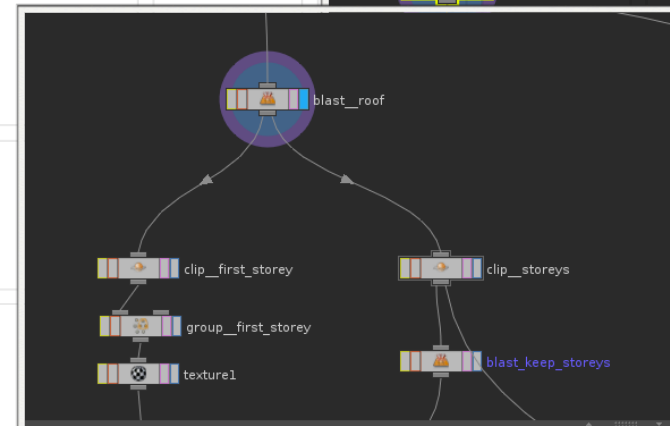 blast__roof
clip__first_storey
clip__storeys
group__first_storey
blast_keep_storeys
texture1